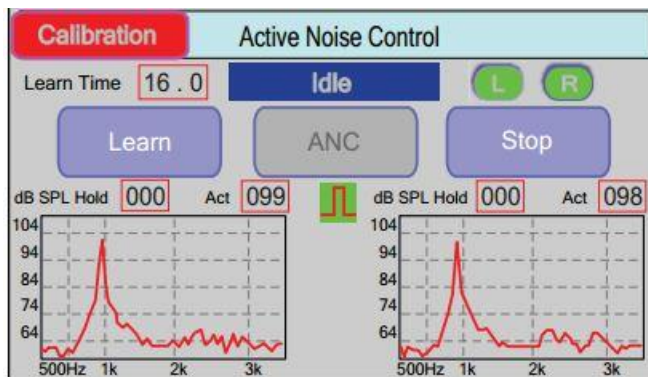 Calibration Active Noise Control
Learn Time 16.0 Idle L R
Learn ANC Stop
dB SPL Hold 000 Act 099 dB SPL Hold 000 Act 098
104 104
94 94
84 84
74 74
64 64
500Hz 1k 2k 3k 500Hz 1k 2k 3k